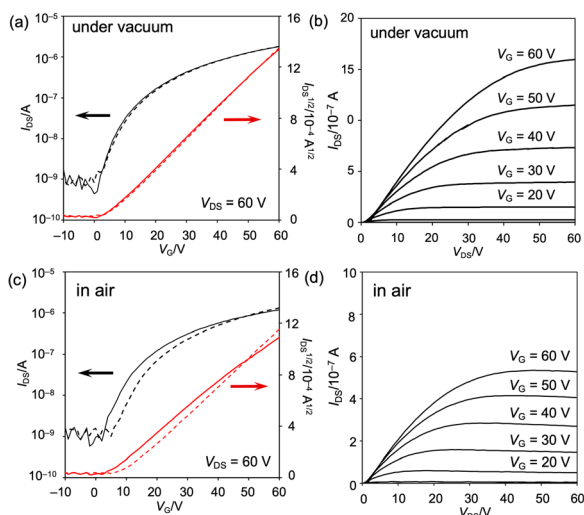 (a)
under vacuum
10⁻⁵
10⁻⁶
10⁻⁸
10⁻⁹
10⁻¹⁰
I_DS/A
16
12
8
4
0
I_DS^1/2/10⁻⁴ A^1/2
V_DS = 60 V
−10 0 10 20 30 40 50 60
V_G/V
(b)
under vacuum
20
15
0
5
0
I_DS/10⁻⁷ A
V_G = 60 V
V_G = 50 V
V_G = 40 V
V_G = 30 V
V_G = 20 V
0 10 20 30 40 50 60
V_DS/V
(c)
in air
10⁻⁵
10⁻⁶
10⁻⁷
10⁻⁸
10⁻⁹
10⁻¹⁰
I_DS/A
16
12
8
4
0
I_DS^1/2/10⁻⁴ A^1/2
V_DS = 60 V
−10 0 10 20 30 40 50 60
V_G/V
(d)
in air
10
6
4
2
0
I_DS/10⁻⁷ A
V_G = 60 V
V_G = 50 V
V_G = 40 V
V_G = 30 V
V_G = 20 V
0 10 20 30 40 50 60
V_DS/V